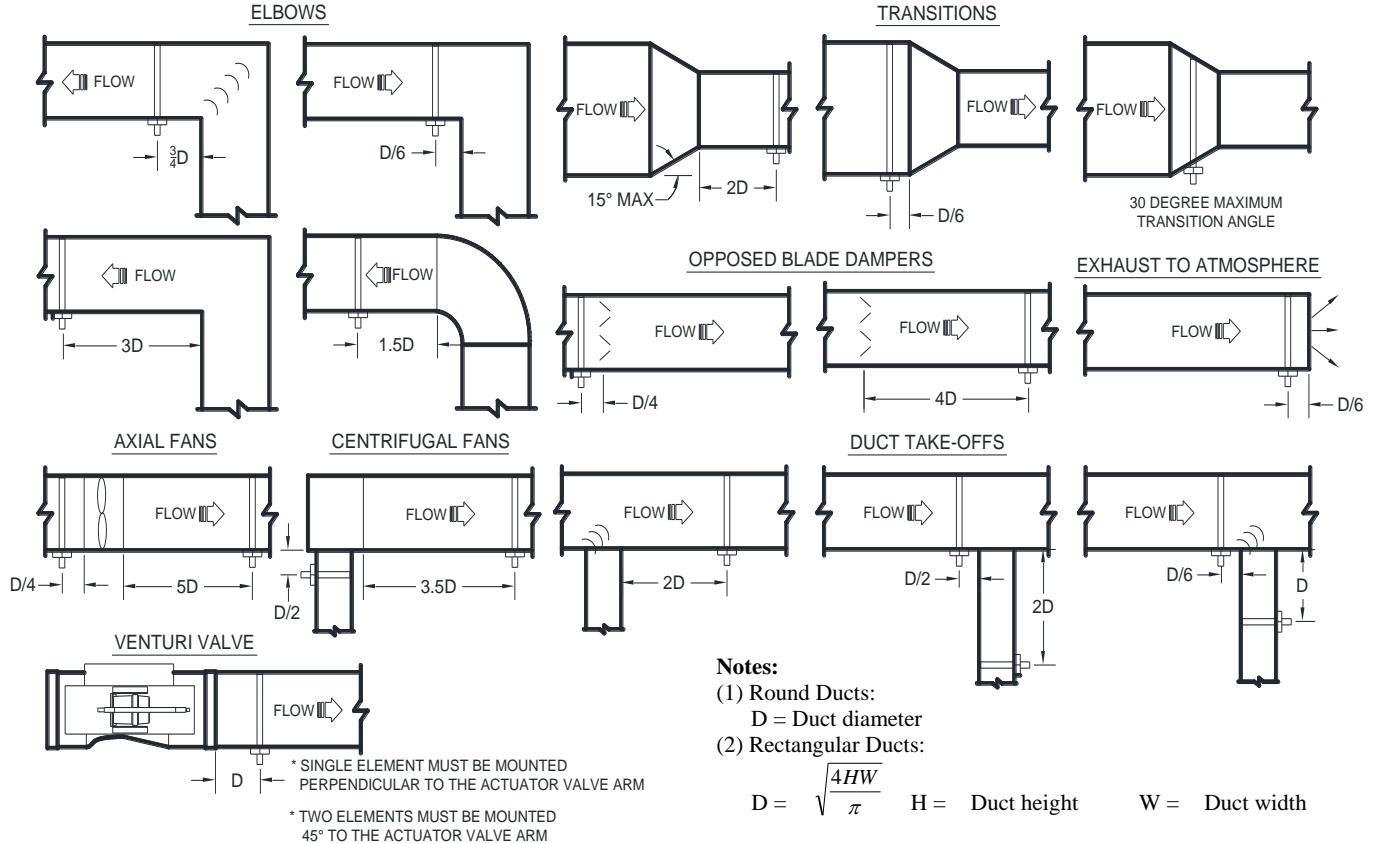 ELBOWS
TRANSITIONS
FLOW
¾D
FLOW
D/6
FLOW
15° MAX
2D
FLOW
D/6
FLOW
30 DEGREE MAXIMUM
TRANSITION ANGLE
FLOW
3D
FLOW
1.5D
OPPOSED BLADE DAMPERS
FLOW
D/4
FLOW
4D
EXHAUST TO ATMOSPHERE
FLOW
D/6
AXIAL FANS
FLOW
D/4
5D
CENTRIFUGAL FANS
FLOW
D/2
3.5D
DUCT TAKE-OFFS
FLOW
2D
FLOW
D/2
2D
FLOW
D/6
D
VENTURI VALVE
FLOW
D
* SINGLE ELEMENT MUST BE MOUNTED
PERPENDICULAR TO THE ACTUATOR VALVE ARM
* TWO ELEMENTS MUST BE MOUNTED
45° TO THE ACTUATOR VALVE ARM
Notes:
(1) Round Ducts:
D = Duct diameter
(2) Rectangular Ducts:
D = √(4HW/π) H = Duct height W = Duct width